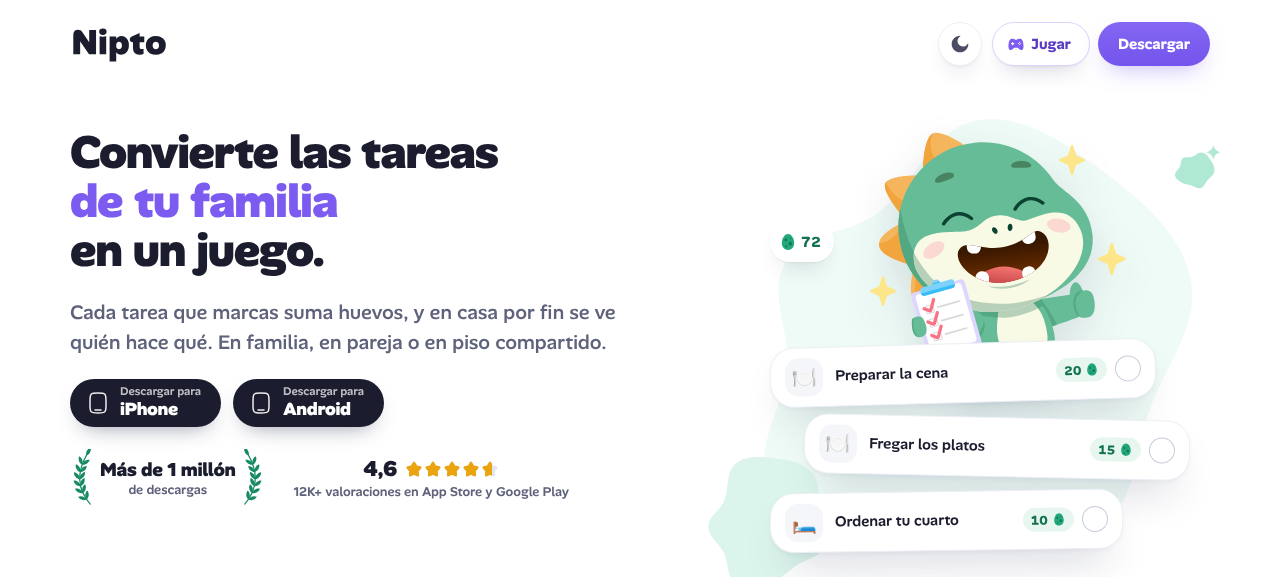 Nipto
Jugar
Descargar
Convierte las tareas
de tu familia
en un juego.
Cada tarea que marcas suma huevos, y en casa por fin se ve
quién hace qué. En familia, en pareja o en piso compartido.
Descargar para
iPhone
Descargar para
Android
Más de 1 millón
de descargas
4,6
12K+ valoraciones en App Store y Google Play
72
Preparar la cena
20
Fregar los platos
15
Ordenar tu cuarto
10